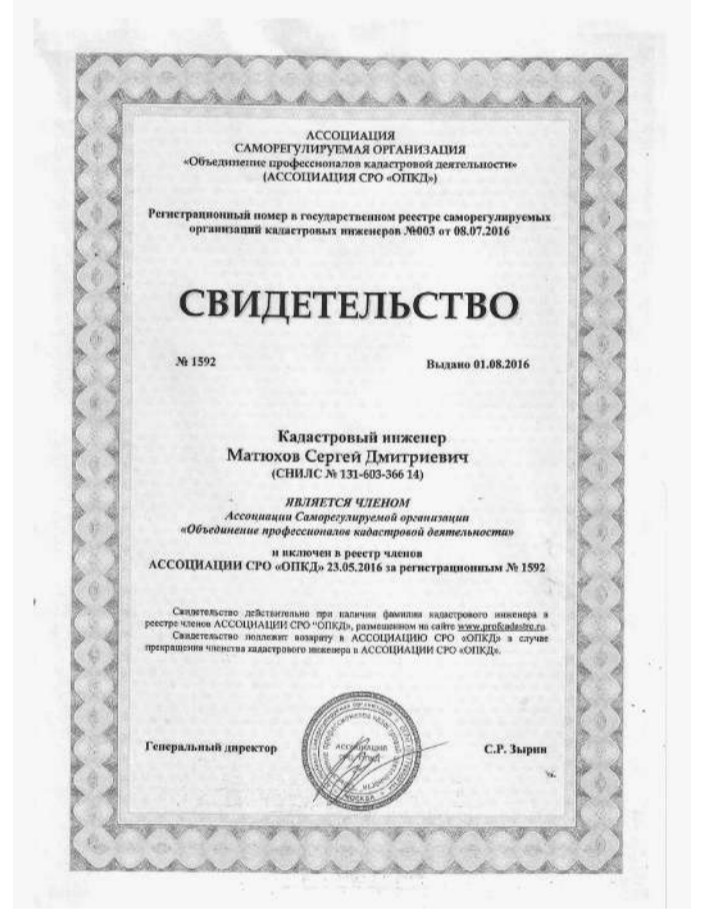 АССОЦИАЦИЯ
САМОРЕГУЛИРУЕМАЯ ОРГАНИЗАЦИЯ
«Объединение профессионалов кадастровой деятельности»
(АССОЦИАЦИЯ СРО «ОПКД»)
Регистрационный номер в государственном реестре саморегулируемых
организаций кадастровых инженеров №003 от 08.07.2016
СВИДЕТЕЛЬСТВО
№ 1592
Выдано 01.08.2016
Кадастровый инженер
Матюхов Сергей Дмитриевич
(СНИЛС № 131-603-366 14)
ЯВЛЯЕТСЯ ЧЛЕНОМ
Ассоциации Саморегулируемой организации
«Объединение профессионалов кадастровой деятельности»
и включен в реестр членов
АССОЦИАЦИИ СРО «ОПКД» 23.05.2016 за регистрационным № 1592
Свидетельство действительно при наличии фамилии кадастрового инженера в
реестре членов АССОЦИАЦИИ СРО "ОПКД», размещенном на сайте www.profcadastre.ru.
Свидетельство подлежит возврату в АССОЦИАЦИЮ СРО «ОПКД» в случае
прекращения членства кадастрового инженера в АССОЦИАЦИИ СРО «ОПКД».
Генеральный директор
АССОЦИАЦИЯ
СРО "ОПКД"
МОСКВА
С.Р. Зырин